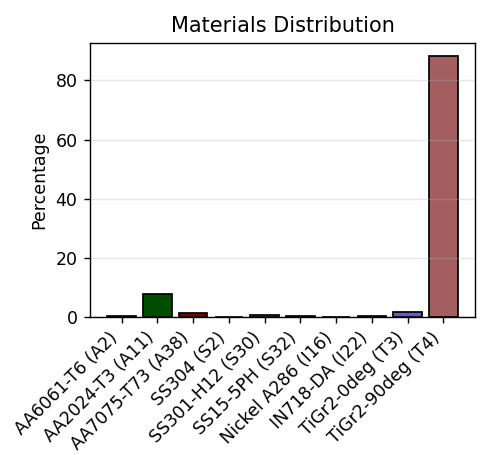 Materials Distribution
Percentage
80
60
40
20
0
AA6061-T6 (A2)
AA2024-T3 (A11)
AA7075-T73 (A38)
SS304 (S2)
SS301-H12 (S30)
SS15-5PH (S32)
Nickel A286 (I16)
IN718-DA (I22)
TiGr2-0deg (T3)
TiGr2-90deg (T4)